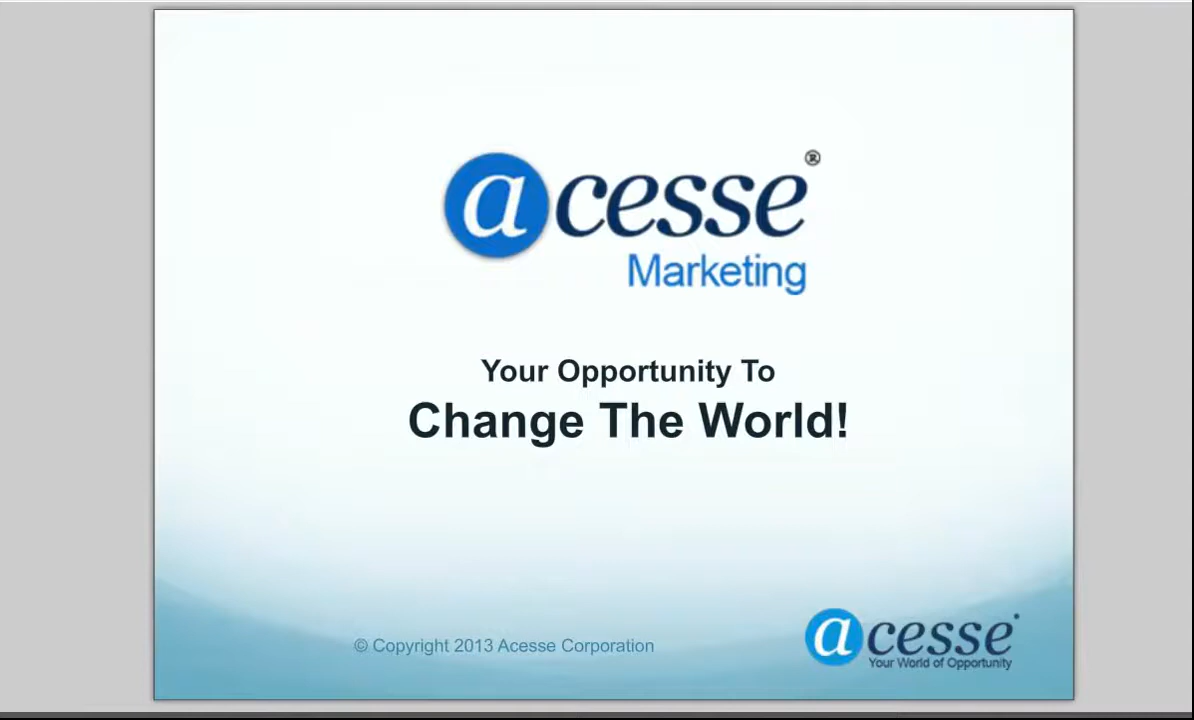 acesse®
Marketing
Your Opportunity To
Change The World!
© Copyright 2013 Acesse Corporation
acesse
Your World of Opportunity